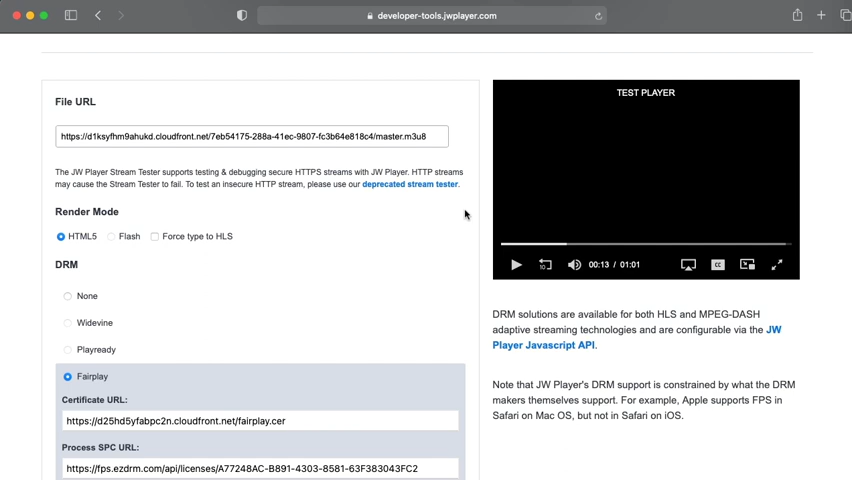 developer-tools.jwplayer.com
File URL
https://d1ksyfhm9ahukd.cloudfront.net/7eb54175-288a-41ec-9807-fc3b64e818c4/master.m3u8
The JW Player Stream Tester supports testing & debugging secure HTTPS streams with JW Player. HTTP streams
may cause the Stream Tester to fail. To test an insecure HTTP stream, please use our deprecated stream tester.
Render Mode
HTML5 Flash Force type to HLS
DRM
None
Widevine
Playready
Fairplay
Certificate URL:
https://d25hd5yfabpc2n.cloudfront.net/fairplay.cer
Process SPC URL:
https://fps.ezdrm.com/api/licenses/A77248AC-B891-4303-8581-63F383043FC2
TEST PLAYER
10 00:13 / 01:01 CC
DRM solutions are available for both HLS and MPEG-DASH
adaptive streaming technologies and are configurable via the JW
Player Javascript API.
Note that JW Player's DRM support is constrained by what the DRM
makers themselves support. For example, Apple supports FPS in
Safari on Mac OS, but not in Safari on iOS.